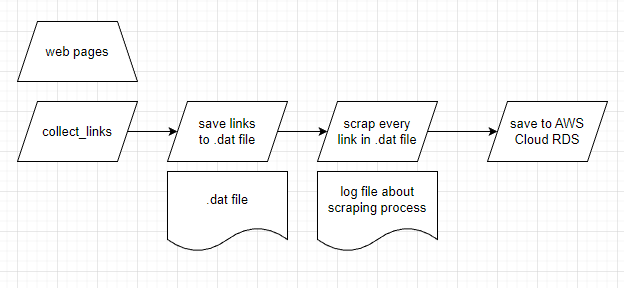 web pages
collect_links
save links
to .dat file
scrap every
link in .dat file
save to AWS
Cloud RDS
.dat file
log file about
scraping process